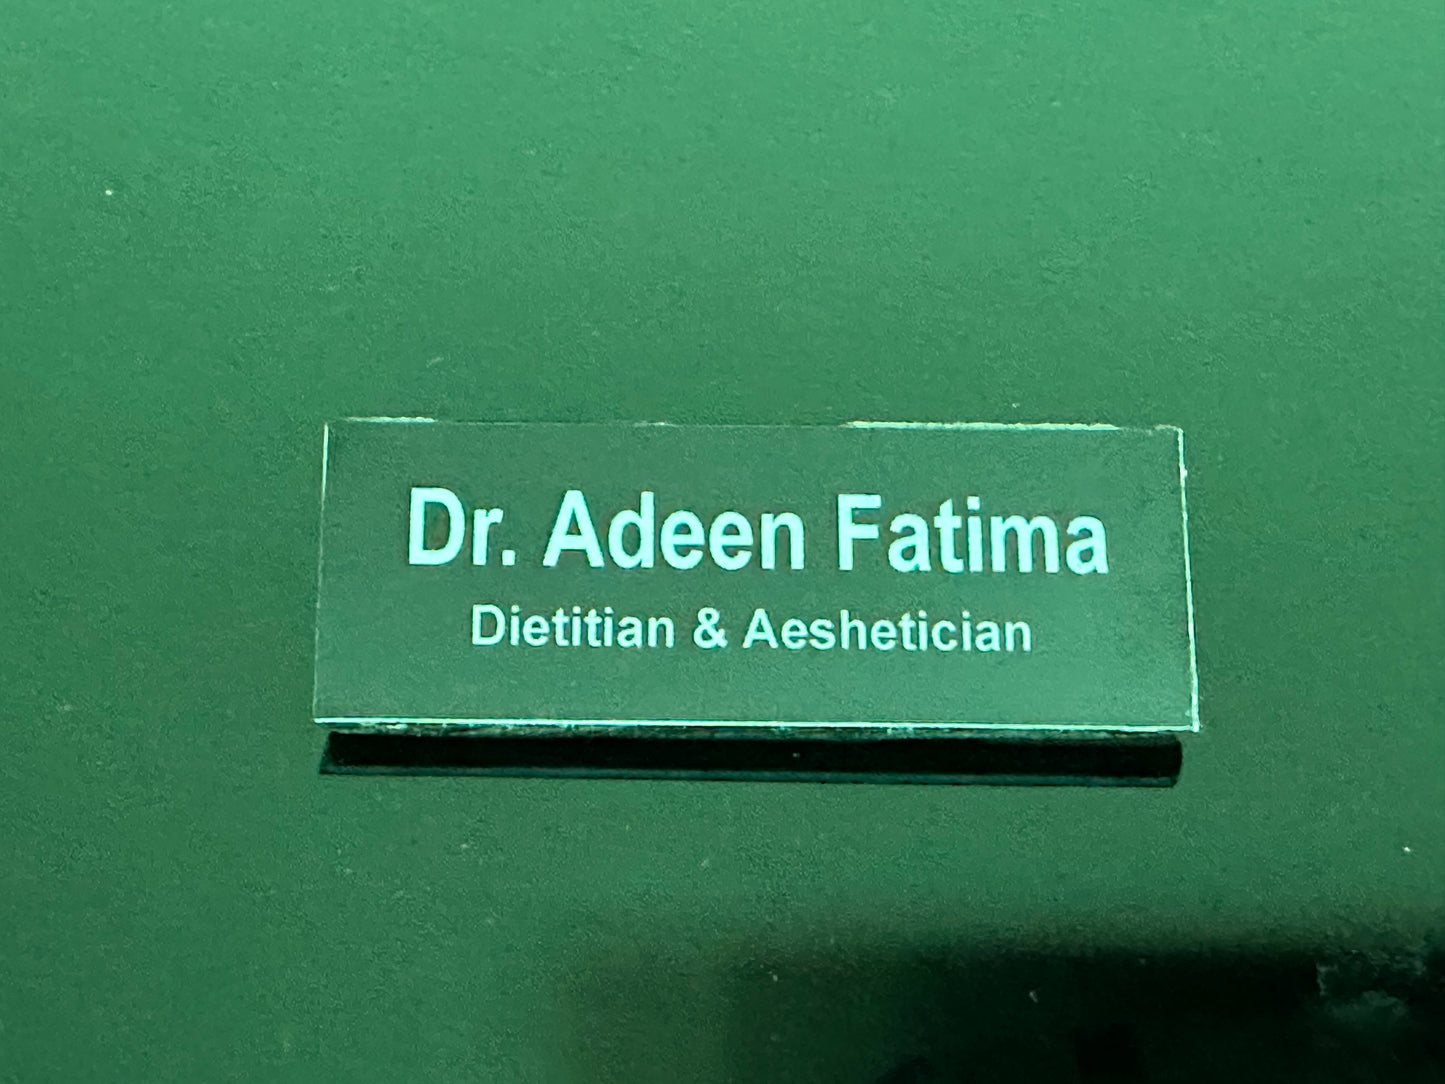 Dr. Adeen Fatima
Dietitian & Aeshetician